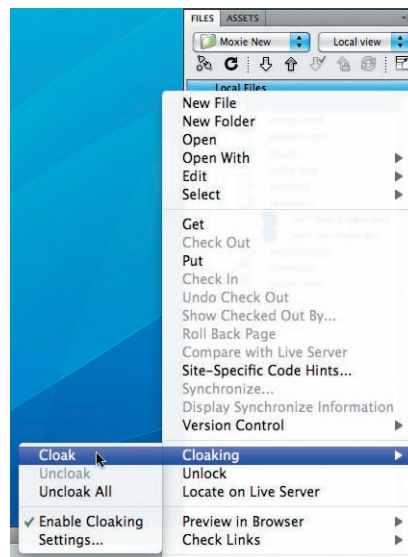 FILES ASSETS
Moxie New Local view
Local Files
New File
New Folder
Open
Open With
Edit
Select
Get
Check Out
Put
Check In
Undo Check Out
Show Checked Out By...
Roll Back Page
Compare with Live Server
Site-Specific Code Hints...
Synchronize...
Display Synchronize Information
Version Control
Cloaking
Unlock
Locate on Live Server
Preview in Browser
Check Links
Cloak
Uncloak
Uncloak All
✓ Enable Cloaking
Settings...